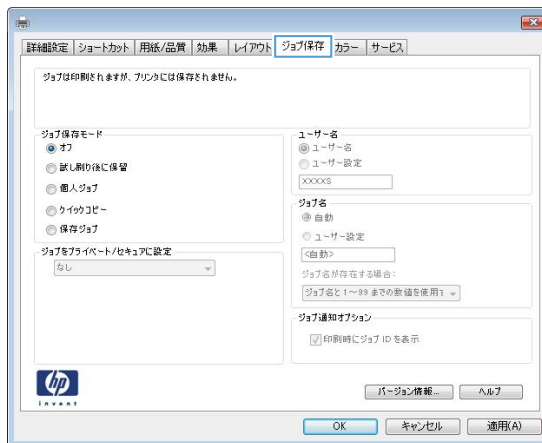 詳細設定 ショートカット 用紙/品質 効果 レイアウト ジョブ保存 カラー サービス
ジョブは印刷されますが、プリンタには保存されません。
ジョブ保存モード
オフ
試し刷り後に保留
個人ジョブ
クイックコピー
保存ジョブ
ジョブをプライベート/セキュアに設定
なし
ユーザー名
ユーザー名
ユーザー設定
XXXXS
ジョブ名
自動
ユーザー設定
<自動>
ジョブ名が存在する場合:
ジョブ名と1～99までの数値を使用す
ジョブ通知オプション
印刷時にジョブ ID を表示
hp
invent
バージョン情報... ヘルプ
OK キャンセル 適用(A)